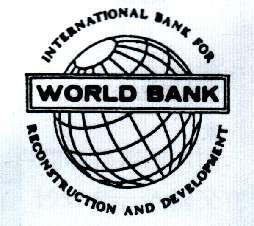 INTERNATIONAL BANK FOR
WORLD BANK
RECONSTRUCTION AND DEVELOPMENT